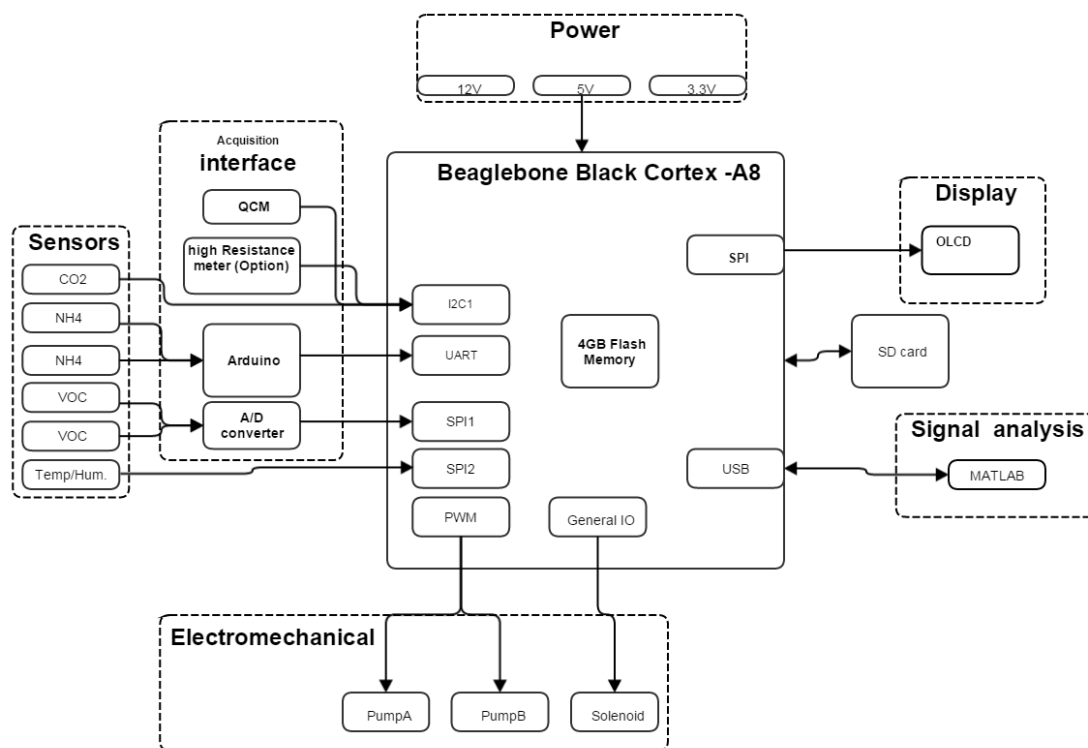 Power
12V
5V
3.3V
Acquisition
interface
QCM
high Resistance
meter (Option)
Arduino
A/D
converter
Sensors
CO2
NH4
NH4
VOC
VOC
Temp/Hum.
Beaglebone Black Cortex -A8
I2C1
UART
SPI1
SPI2
PWM
General IO
4GB Flash
Memory
SPI
USB
Display
OLCD
SD card
Signal analysis
MATLAB
Electromechanical
PumpA
PumpB
Solenoid